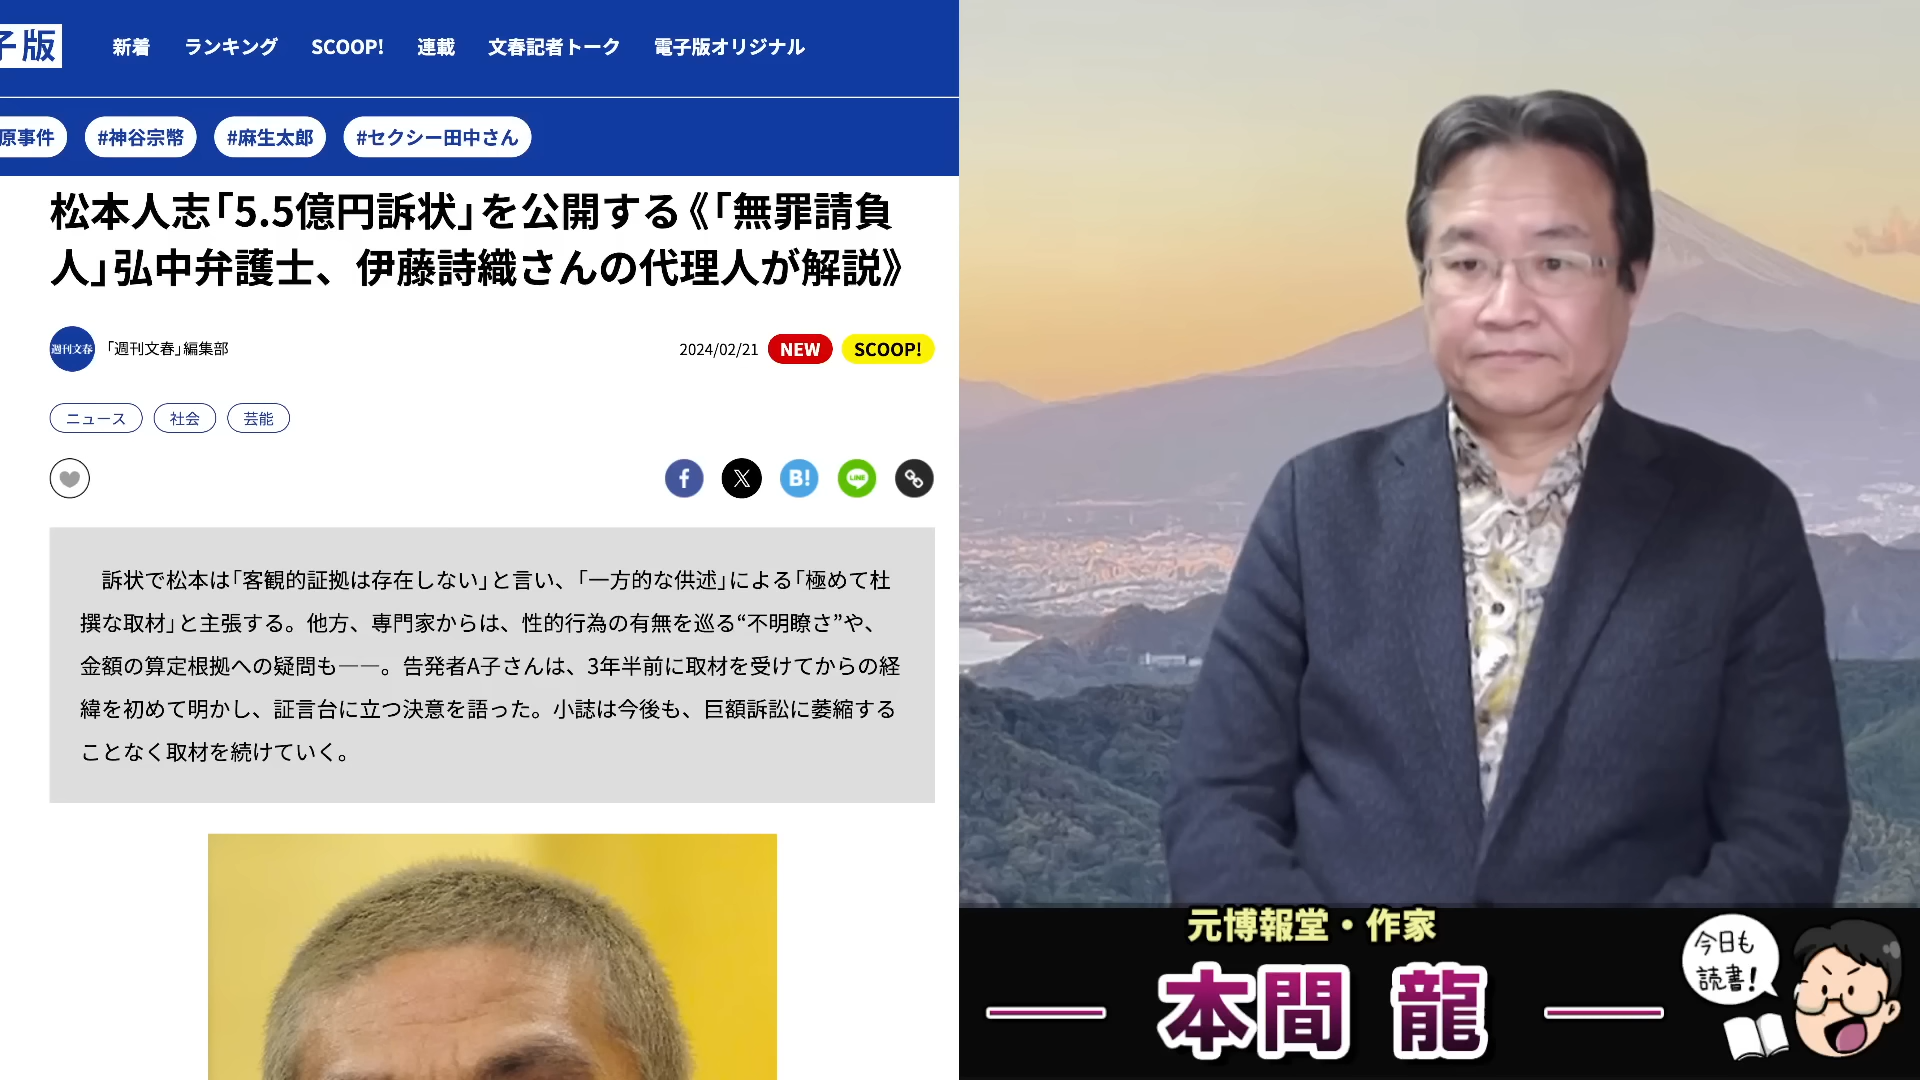 子版
新着 ランキング SCOOP! 連載 文春記者トーク 電子版オリジナル
原事件 #神谷宗幣 #麻生太郎 #セクシー田中さん
松本人志「5.5億円訴状」を公開する《「無罪請負
人」弘中弁護士、伊藤詩織さんの代理人が解説》
週刊文春 「週刊文春」編集部 2024/02/21 NEW SCOOP!
ニュース 社会 芸能
f X B! LINE
訴状で松本は「客観的証拠は存在しない」と言い、「一方的な供述」による「極めて杜
撰な取材」と主張する。他方、専門家からは、性的行為の有無を巡る“不明瞭さ”や、
金額の算定根拠への疑問も――。告発者A子さんは、3年半前に取材を受けてからの経
緯を初めて明かし、証言台に立つ決意を語った。小誌は今後も、巨額訴訟に萎縮する
ことなく取材を続けていく。
元博報堂・作家
本間 龍
今日も
読書!